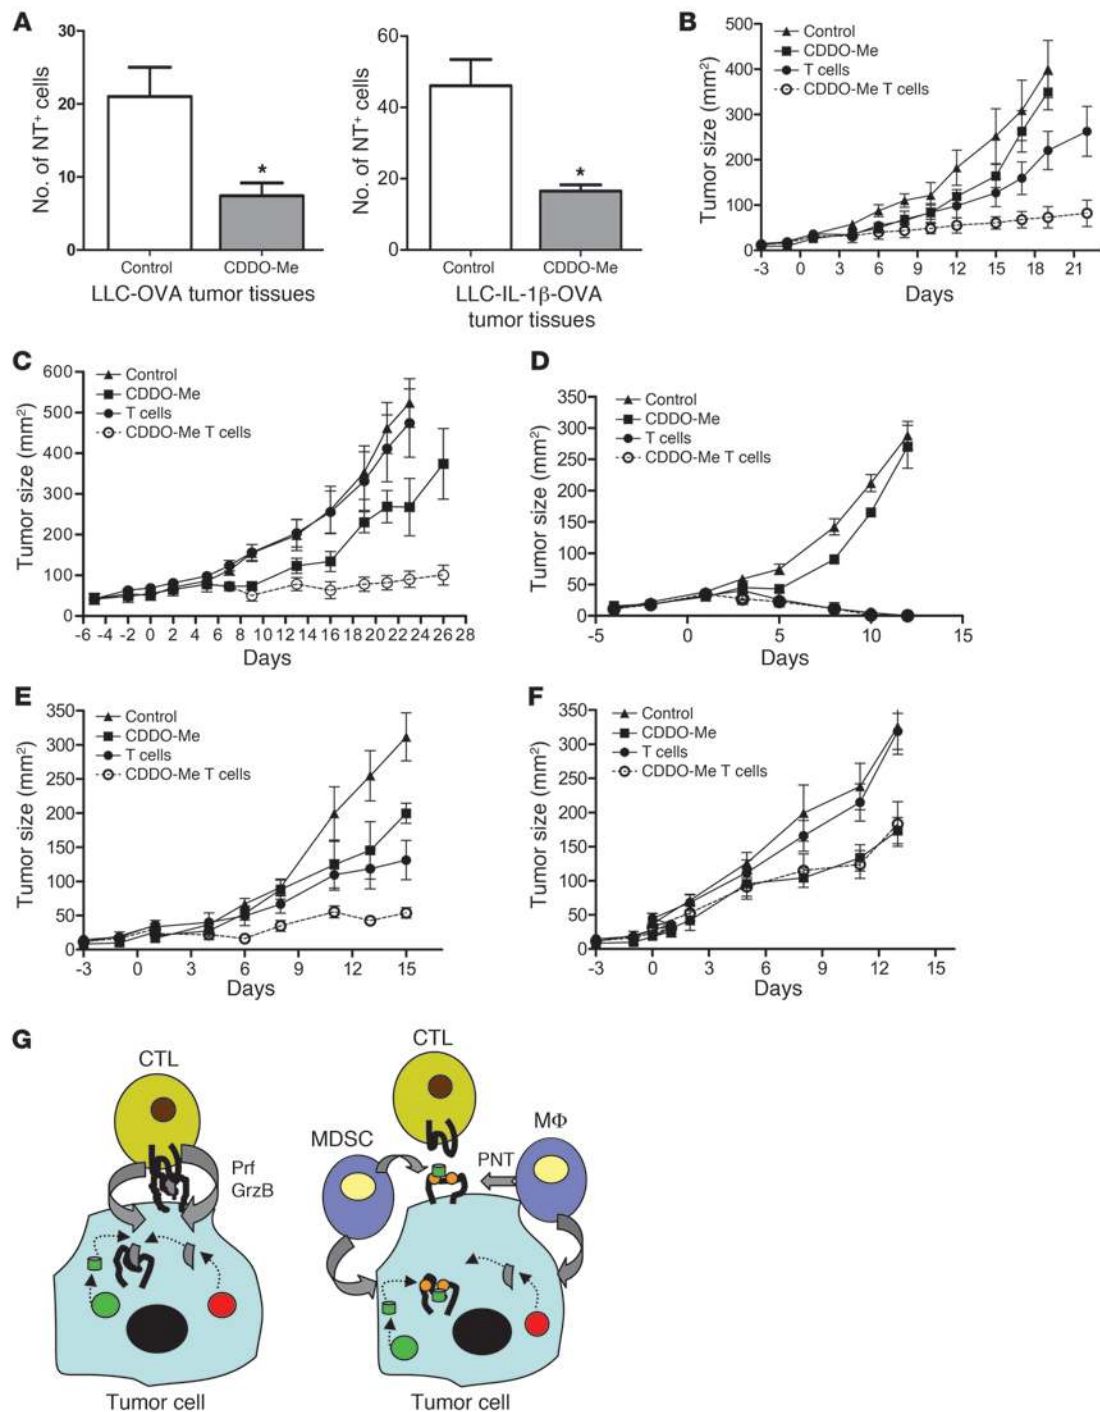 A
30
20
10
0
No. of NT⁺ cells
*
Control
CDDO-Me
LLC-OVA tumor tissues
60
40
20
0
No. of NT⁺ cells
*
Control
CDDO-Me
LLC-IL-1β-OVA
tumor tissues
B
Control
CDDO-Me
T cells
CDDO-Me T cells
500
400
300
200
100
0
Tumor size (mm²)
-3 0 3 6 9 12 15 18 21
Days
C
Control
CDDO-Me
T cells
CDDO-Me T cells
600
500
400
300
200
100
0
Tumor size (mm²)
-6 -4 -2 0 2 4 6 8 10 12 14 16 18 20 22 24 26 28
Days
D
Control
CDDO-Me
T cells
CDDO-Me T cells
350
300
250
200
150
100
50
0
Tumor size (mm²)
-5 0 5 10 15
Days
E
Control
CDDO-Me
T cells
CDDO-Me T cells
350
300
250
200
150
100
50
0
Tumor size (mm²)
-3 0 3 6 9 12 15
Days
F
Control
CDDO-Me
T cells
CDDO-Me T cells
350
300
250
200
150
100
50
0
Tumor size (mm²)
-3 0 3 6 9 12 15
Days
G
CTL
Prf
GrzB
Tumor cell
CTL
MDSC
MΦ
PNT
Tumor cell